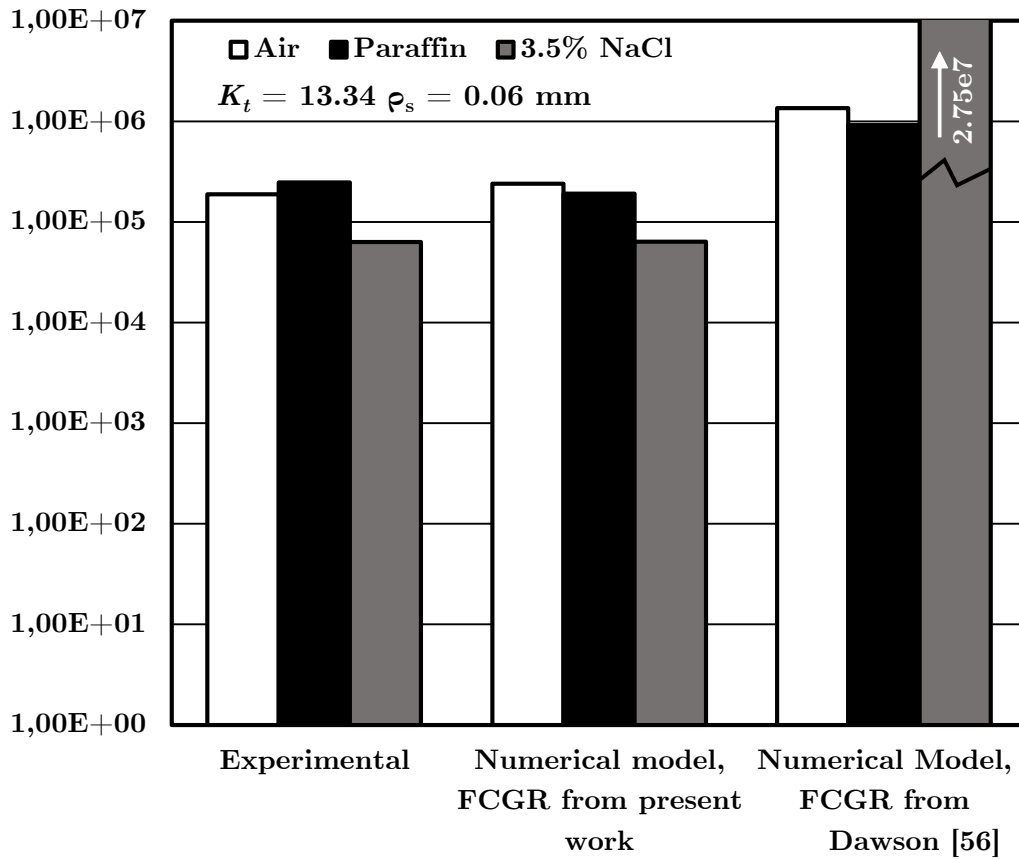 1,00E+07
1,00E+06
1,00E+05
1,00E+04
1,00E+03
1,00E+02
1,00E+01
1,00E+00
Air Paraffin 3.5% NaCl
K_t = 13.34 ρ_s = 0.06 mm
2.75e7
Experimental
Numerical model,
FCGR from present
work
Numerical Model,
FCGR from
Dawson [56]